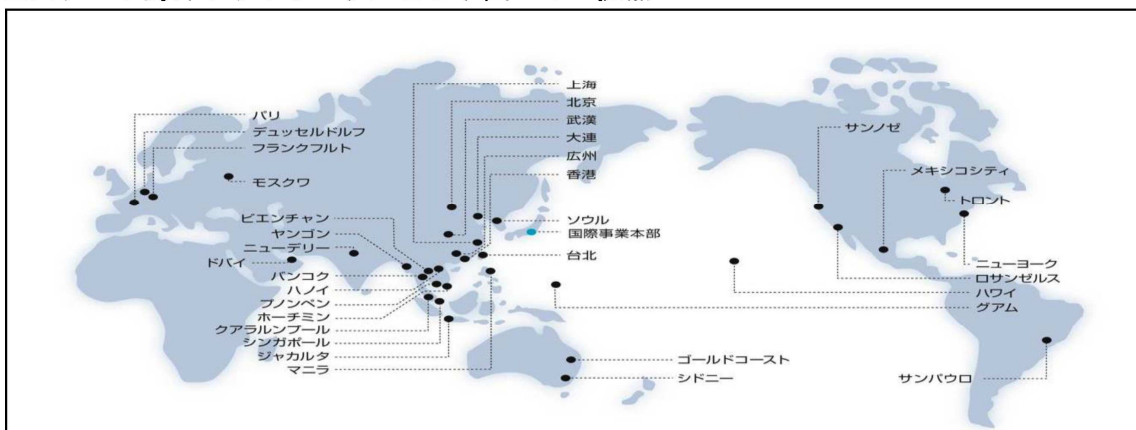 パリ
デュッセルドルフ
フランクフルト
モスクワ
ビエンチャン
ヤンゴン
ニューデリー
ドバイ
バンコク
ハノイ
プノンペン
ホーチミン
クアラルンプール
シンガポール
ジャカルタ
マニラ
上海
北京
武漢
大連
広州
香港
ソウル
国際事業本部
台北
ゴールドコースト
シドニー
サンノゼ
メキシコシティ
トロント
ニューヨーク
ロサンゼルス
ハワイ
グアム
サンパウロ